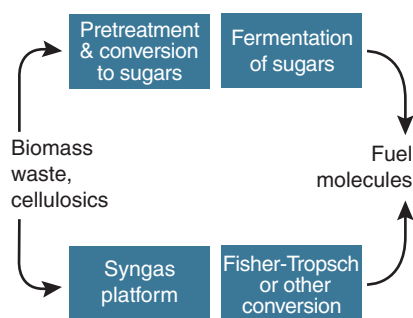 Pretreatment
& conversion
to sugars
Fermentation
of sugars
Biomass
waste,
cellulosics
Fuel
molecules
Syngas
platform
Fisher-Tropsch
or other
conversion